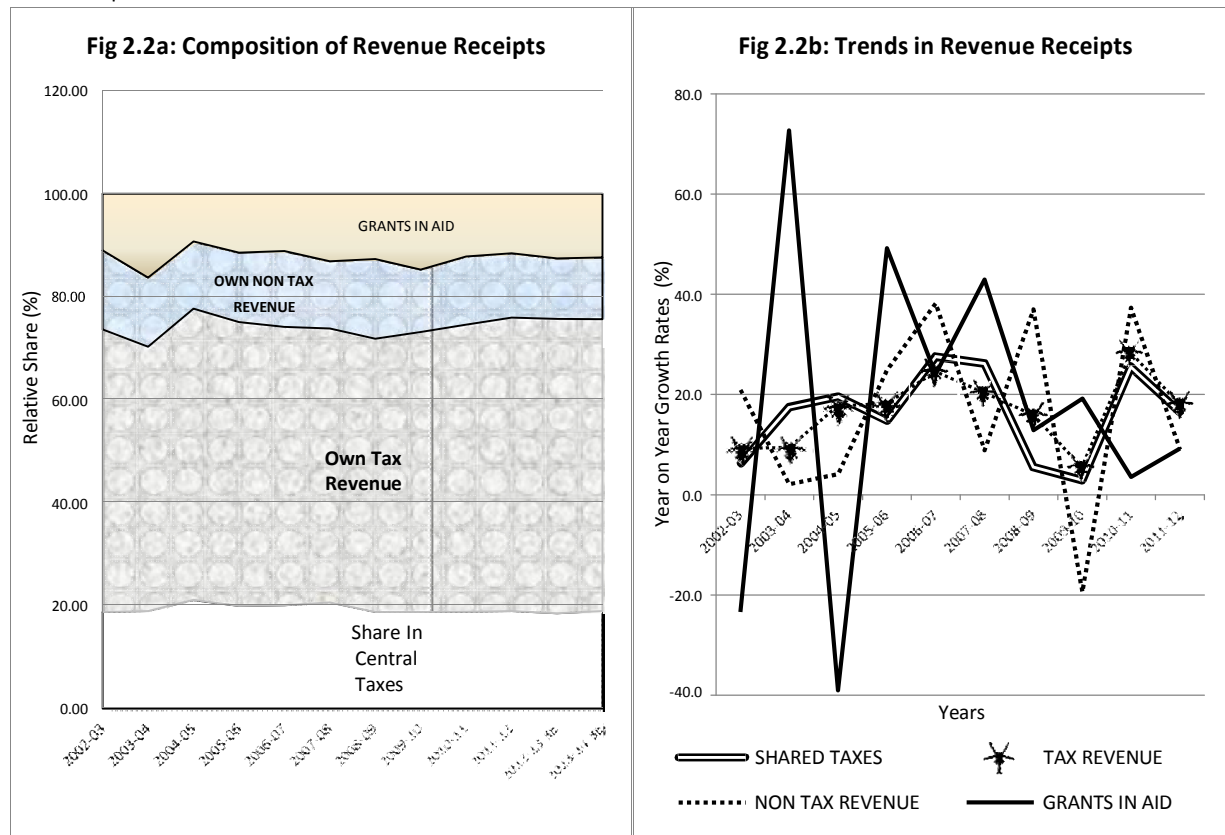 Fig 2.2a: Composition of Revenue Receipts
Relative Share (%)
120.00
100.00
80.00
60.00
40.00
20.00
0.00
GRANTS IN AID
OWN NON TAX
REVENUE
Own Tax
Revenue
Share In
Central
Taxes
2002-03
2003-04
2004-05
2005-06
2006-07
2007-08
2008-09
2009-10
2010-11
2011-12
Fig 2.2b: Trends in Revenue Receipts
Year on Year Growth Rates (%)
80.0
60.0
40.0
20.0
0.0
-20.0
-40.0
2002-03
2003-04
2004-05
2005-06
2006-07
2007-08
2008-09
2009-10
2010-11
2011-12
Years
SHARED TAXES
TAX REVENUE
NON TAX REVENUE
GRANTS IN AID